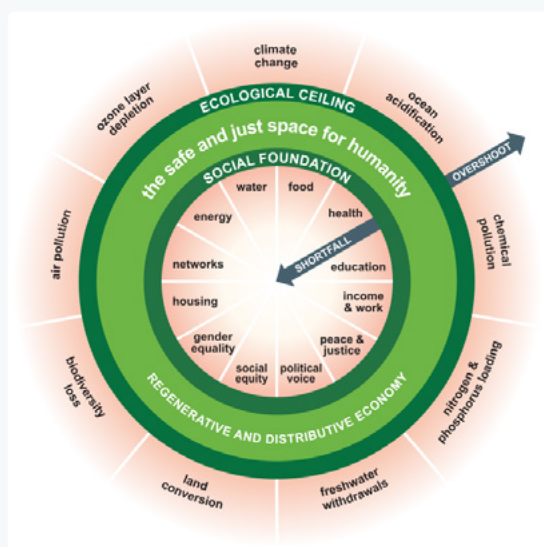 climate
change
ocean
acidification
chemical
pollution
nitrogen &
phosphorus loading
freshwater
withdrawals
land
conversion
biodiversity
loss
air pollution
ozone layer
depletion
OVERSHOOT
ECOLOGICAL CEILING
the safe and just space for humanity
SOCIAL FOUNDATION
water
food
health
SHORTFALL
education
income
& work
peace &
justice
political
voice
social
equity
gender
equality
housing
networks
energy
REGENERATIVE AND DISTRIBUTIVE ECONOMY